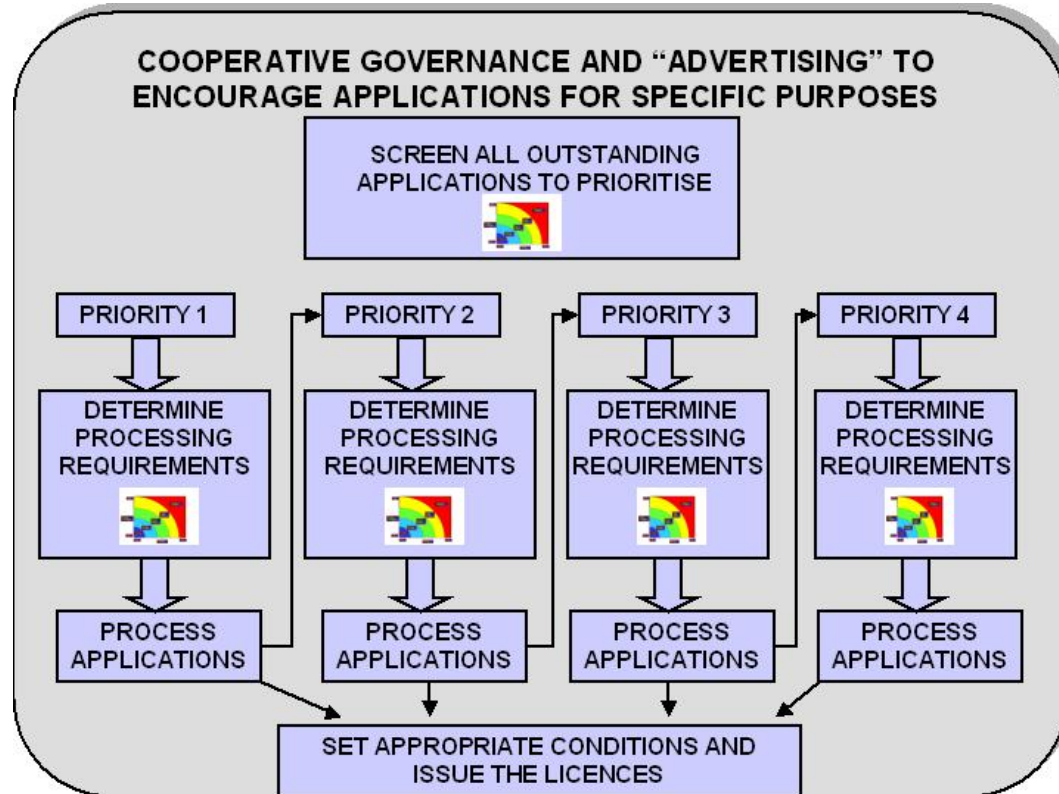 COOPERATIVE GOVERNANCE AND “ADVERTISING” TO
ENCOURAGE APPLICATIONS FOR SPECIFIC PURPOSES
SCREEN ALL OUTSTANDING
APPLICATIONS TO PRIORITISE
PRIORITY 1
PRIORITY 2
PRIORITY 3
PRIORITY 4
DETERMINE
PROCESSING
REQUIREMENTS
DETERMINE
PROCESSING
REQUIREMENTS
DETERMINE
PROCESSING
REQUIREMENTS
DETERMINE
PROCESSING
REQUIREMENTS
PROCESS
APPLICATIONS
PROCESS
APPLICATIONS
PROCESS
APPLICATIONS
PROCESS
APPLICATIONS
SET APPROPRIATE CONDITIONS AND
ISSUE THE LICENCES